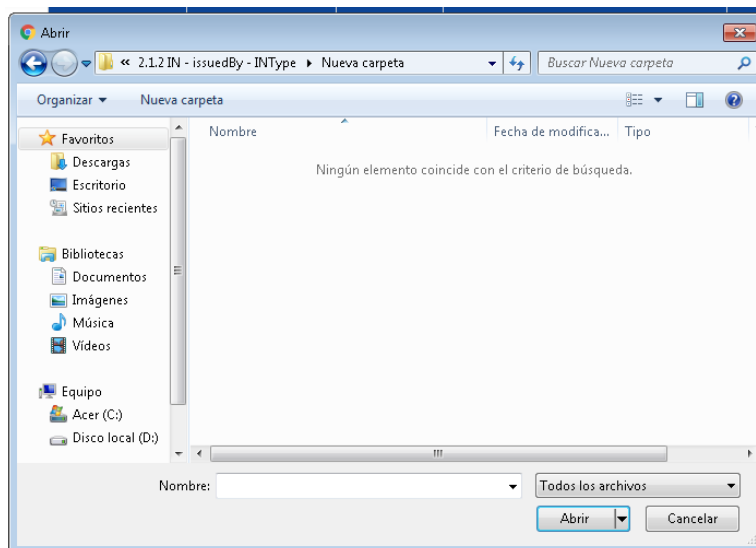 Abrir
« 2.1.2 IN - issuedBy - INType ▸ Nueva carpeta
Buscar Nueva carpeta
Organizar
Nueva carpeta
Nombre
Fecha de modifica...
Tipo
Ningún elemento coincide con el criterio de búsqueda.
Favoritos
Descargas
Escritorio
Sitios recientes
Bibliotecas
Documentos
Imágenes
Música
Vídeos
Equipo
Acer (C:)
Disco local (D:)
Nombre:
Todos los archivos
Abrir
Cancelar